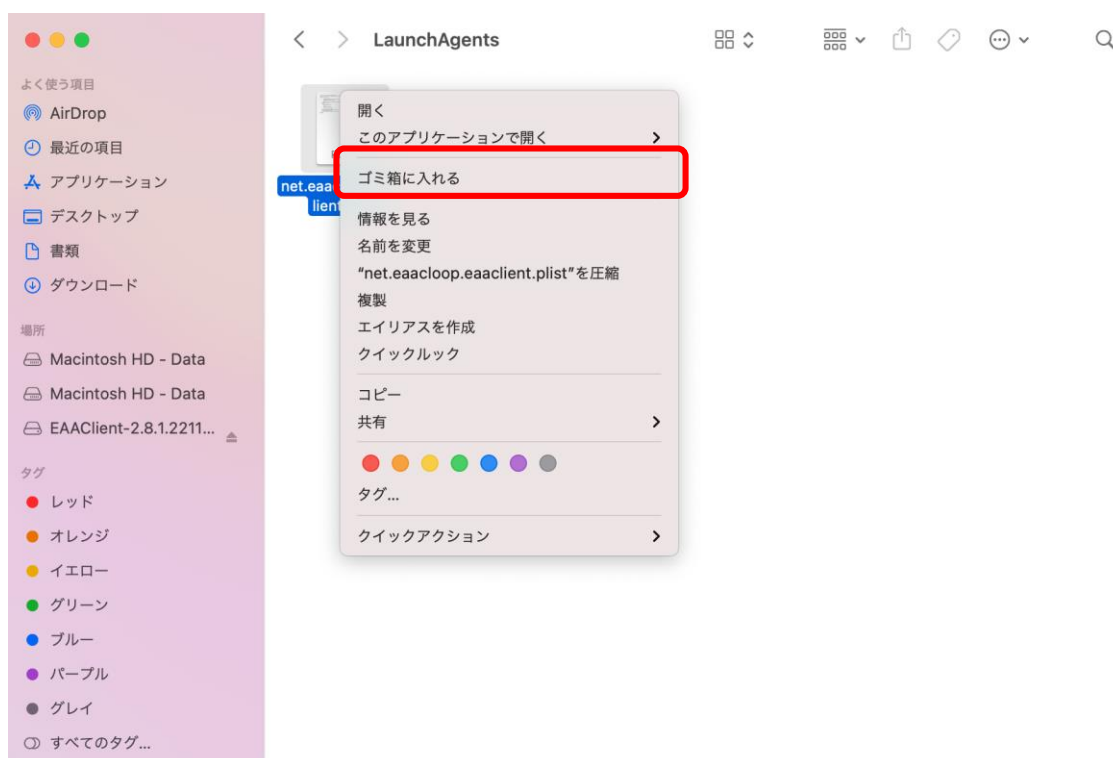 LaunchAgents
よく使う項目
AirDrop
最近の項目
アプリケーション
デスクトップ
書類
ダウンロード
場所
Macintosh HD - Data
Macintosh HD - Data
EAAClient-2.8.1.2211...
タグ
レッド
オレンジ
イエロー
グリーン
ブルー
パープル
グレイ
すべてのタグ...
net.eaa
lient
開く
このアプリケーションで開く
ゴミ箱に入れる
情報を見る
名前を変更
“net.eaacloop.eaaclient.plist”を圧縮
複製
エイリアスを作成
クイックルック
コピー
共有
タグ...
クイックアクション